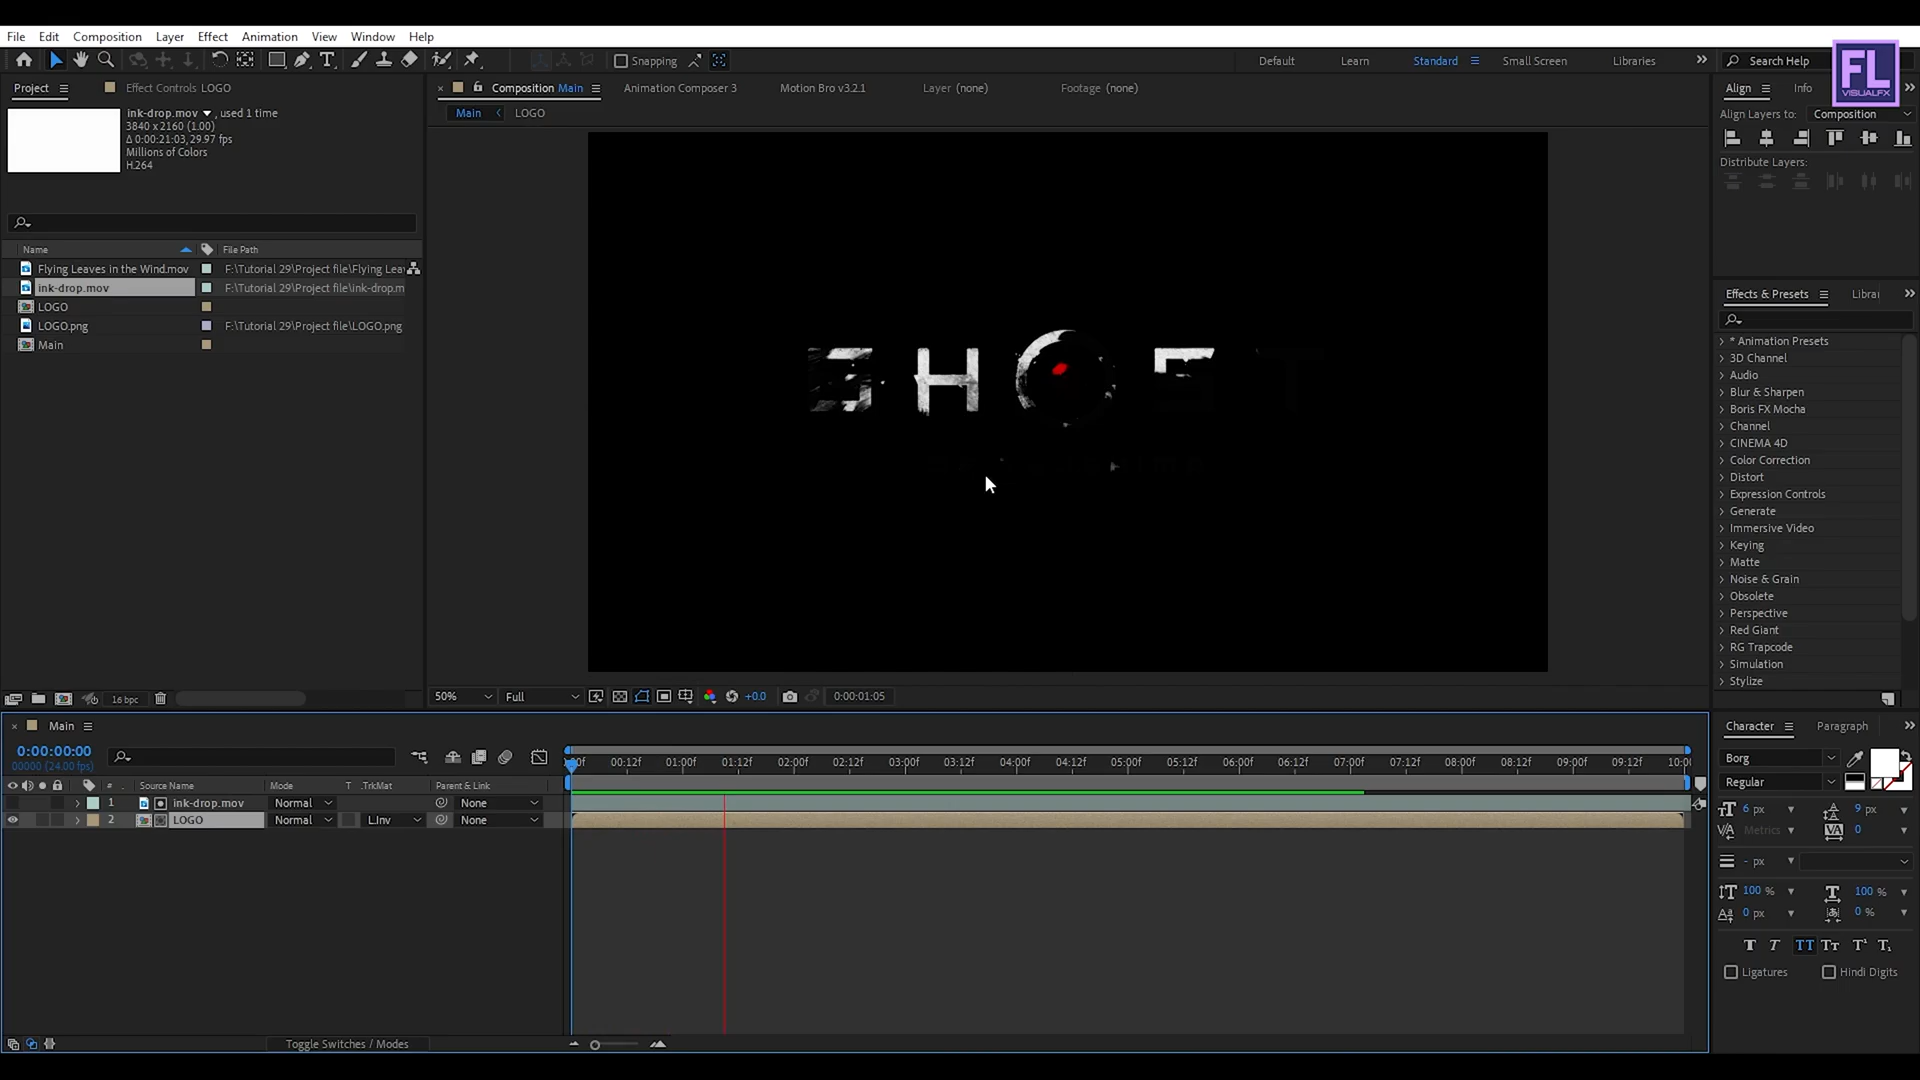 File Edit Composition Layer Effect Animation View Window Help
Snapping Default Learn Standard Small Screen Libraries Search Help
FL
VISUALFX
Project Effect Controls LOGO
Composition Main Animation Composer 3 Motion Bro v3.2.1 Layer (none) Footage (none)
Align Info
Main LOGO
Align Layers to: Composition
Distribute Layers:
ink-drop.mov , used 1 time
3840 x 2160 (1.00)
Δ 0:00:21:03, 29.97 fps
Millions of Colors
H.264
Name File Path
Flying Leaves in the Wind.mov F:\Tutorial 29\Project file\Flying Lea
ink-drop.mov F:\Tutorial 29\Project file\ink-drop.m
LOGO
LOGO.png F:\Tutorial 29\Project file\LOGO.png
Main
Effects & Presets Librai
* Animation Presets
3D Channel
Audio
Blur & Sharpen
Boris FX Mocha
Channel
CINEMA 4D
Color Correction
Distort
Expression Controls
Generate
Immersive Video
Keying
Matte
Noise & Grain
Obsolete
Perspective
Red Giant
RG Trapcode
Simulation
Stylize
16 bpc
50% Full +0.0 0:00:01:05
Main
0:00:00:00
00000 (24.00 fps)
:00f 00:12f 01:00f 01:12f 02:00f 02:12f 03:00f 03:12f 04:00f 04:12f 05:00f 05:12f 06:00f 06:12f 07:00f 07:12f 08:00f 08:12f 09:00f 09:12f 10:00
# Source Name Mode T .TrkMat Parent & Link
1 ink-drop.mov Normal None
2 LOGO Normal L.Inv None
Toggle Switches / Modes
Character Paragraph
Borg
Regular
6 px 9 px
Metrics 0
- px
100 % 100 %
0 px 0 %
T T TT Tт T¹ T₁
Ligatures Hindi Digits